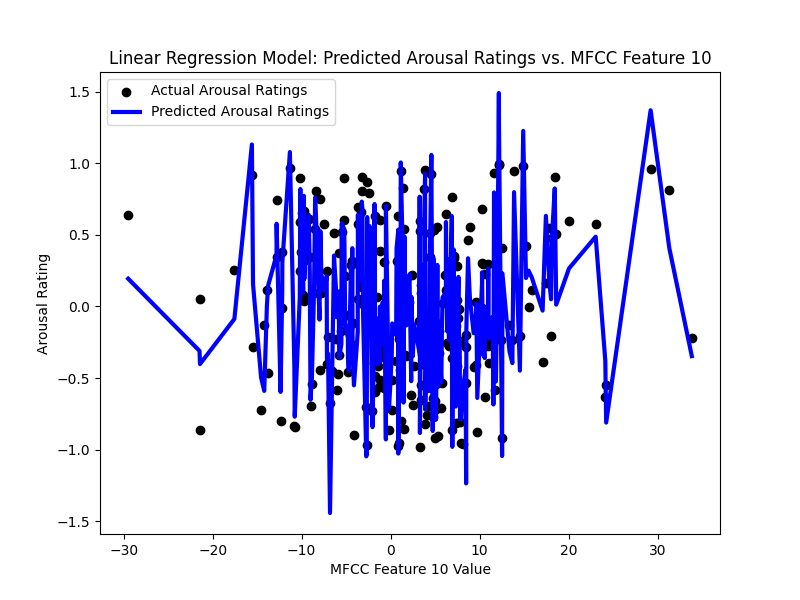 Linear Regression Model: Predicted Arousal Ratings vs. MFCC Feature 10
Actual Arousal Ratings
Predicted Arousal Ratings
1.5
1.0
0.5
0.0
−0.5
−1.0
−1.5
Arousal Rating
−30 −20 −10 0 10 20 30
MFCC Feature 10 Value